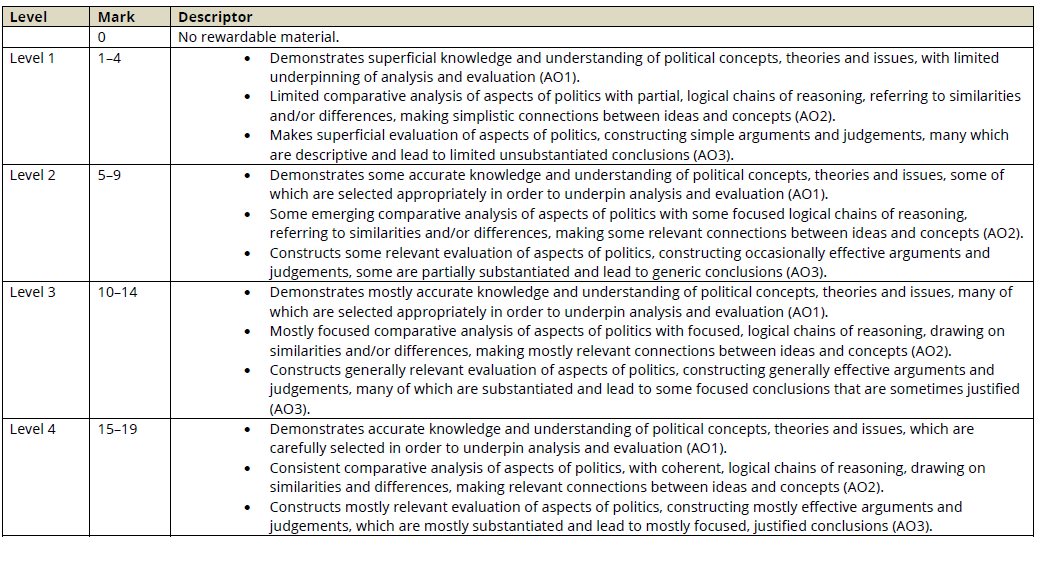 Level Mark Descriptor
0 No rewardable material.
Level 1 1–4 • Demonstrates superficial knowledge and understanding of political concepts, theories and issues, with limited
underpinning of analysis and evaluation (AO1).
• Limited comparative analysis of aspects of politics with partial, logical chains of reasoning, referring to similarities
and/or differences, making simplistic connections between ideas and concepts (AO2).
• Makes superficial evaluation of aspects of politics, constructing simple arguments and judgements, many which
are descriptive and lead to limited unsubstantiated conclusions (AO3).
Level 2 5–9 • Demonstrates some accurate knowledge and understanding of political concepts, theories and issues, some of
which are selected appropriately in order to underpin analysis and evaluation (AO1).
• Some emerging comparative analysis of aspects of politics with some focused logical chains of reasoning,
referring to similarities and/or differences, making some relevant connections between ideas and concepts (AO2).
• Constructs some relevant evaluation of aspects of politics, constructing occasionally effective arguments and
judgements, some are partially substantiated and lead to generic conclusions (AO3).
Level 3 10–14 • Demonstrates mostly accurate knowledge and understanding of political concepts, theories and issues, many of
which are selected appropriately in order to underpin analysis and evaluation (AO1).
• Mostly focused comparative analysis of aspects of politics with focused, logical chains of reasoning, drawing on
similarities and/or differences, making mostly relevant connections between ideas and concepts (AO2).
• Constructs generally relevant evaluation of aspects of politics, constructing generally effective arguments and
judgements, many of which are substantiated and lead to some focused conclusions that are sometimes justified
(AO3).
Level 4 15–19 • Demonstrates accurate knowledge and understanding of political concepts, theories and issues, which are
carefully selected in order to underpin analysis and evaluation (AO1).
• Consistent comparative analysis of aspects of politics, with coherent, logical chains of reasoning, drawing on
similarities and differences, making relevant connections between ideas and concepts (AO2).
• Constructs mostly relevant evaluation of aspects of politics, constructing mostly effective arguments and
judgements, which are mostly substantiated and lead to mostly focused, justified conclusions (AO3).